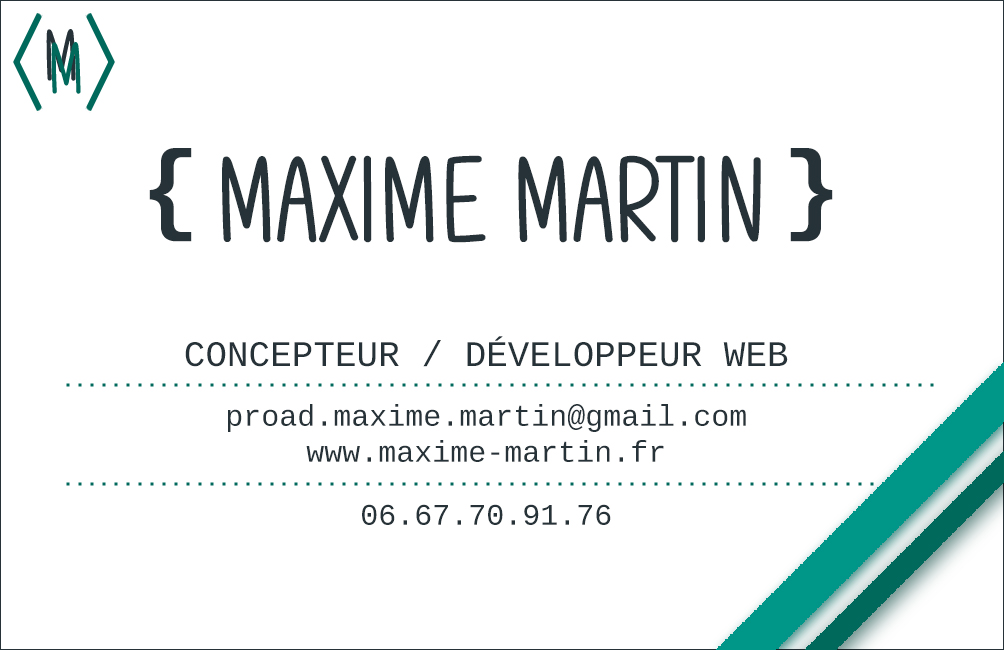 <MM>
{ MAXIME MARTIN }
CONCEPTEUR / DÉVELOPPEUR WEB
proad.maxime.martin@gmail.com
www.maxime-martin.fr
06.67.70.91.76